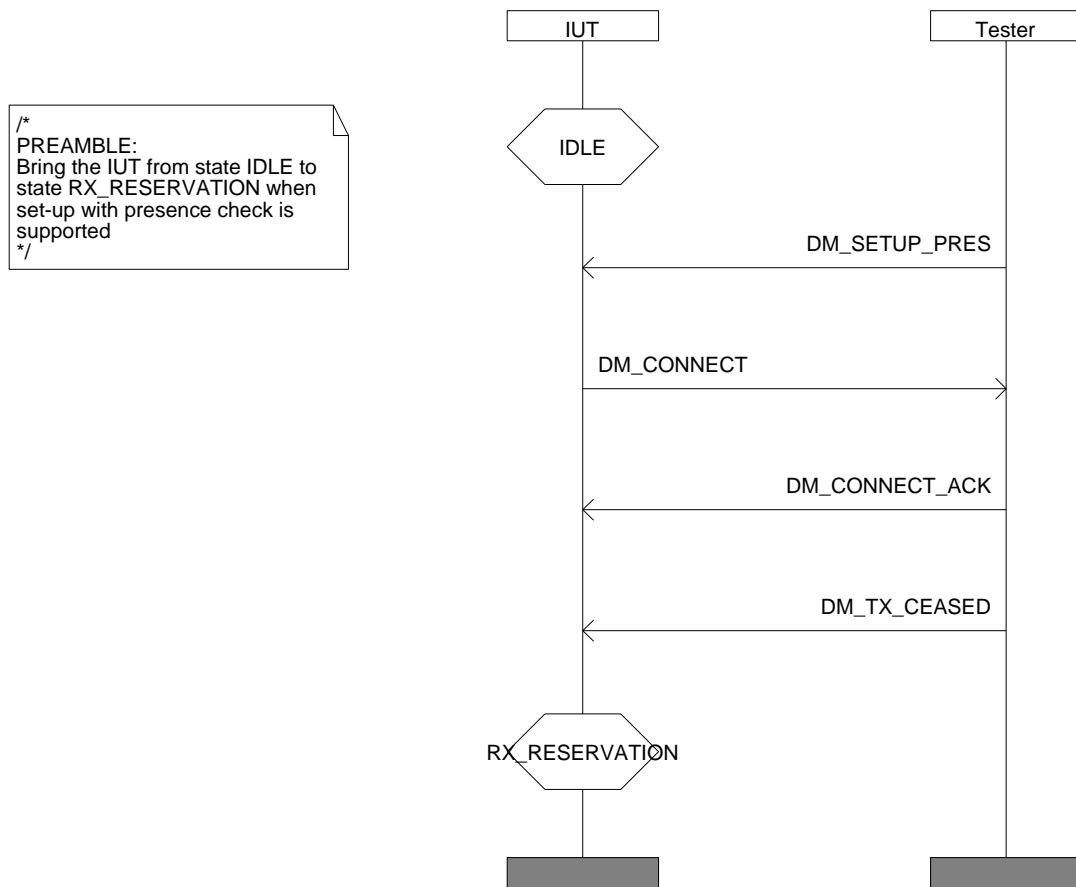 IUT
Tester
/*
PREAMBLE:
Bring the IUT from state IDLE to
state RX_RESERVATION when
set-up with presence check is
supported
*/
IDLE
DM_SETUP_PRES
DM_CONNECT
DM_CONNECT_ACK
DM_TX_CEASED
RX_RESERVATION